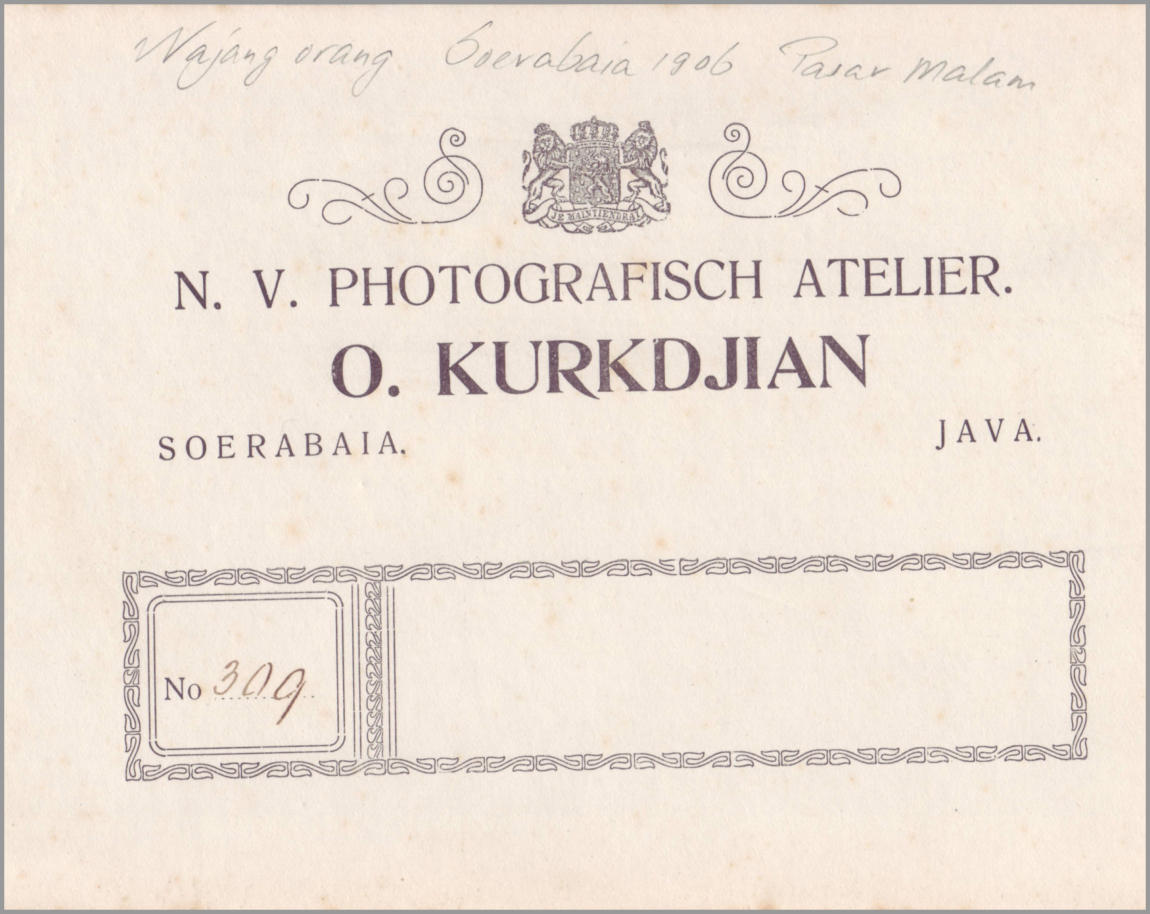 Wajang orang Soerabaia 1906 Pasar Malam
JE MAINTIENDRAI
N. V. PHOTOGRAFISCH ATELIER.
O. KURKDJIAN
SOERABAIA. JAVA.
No 309